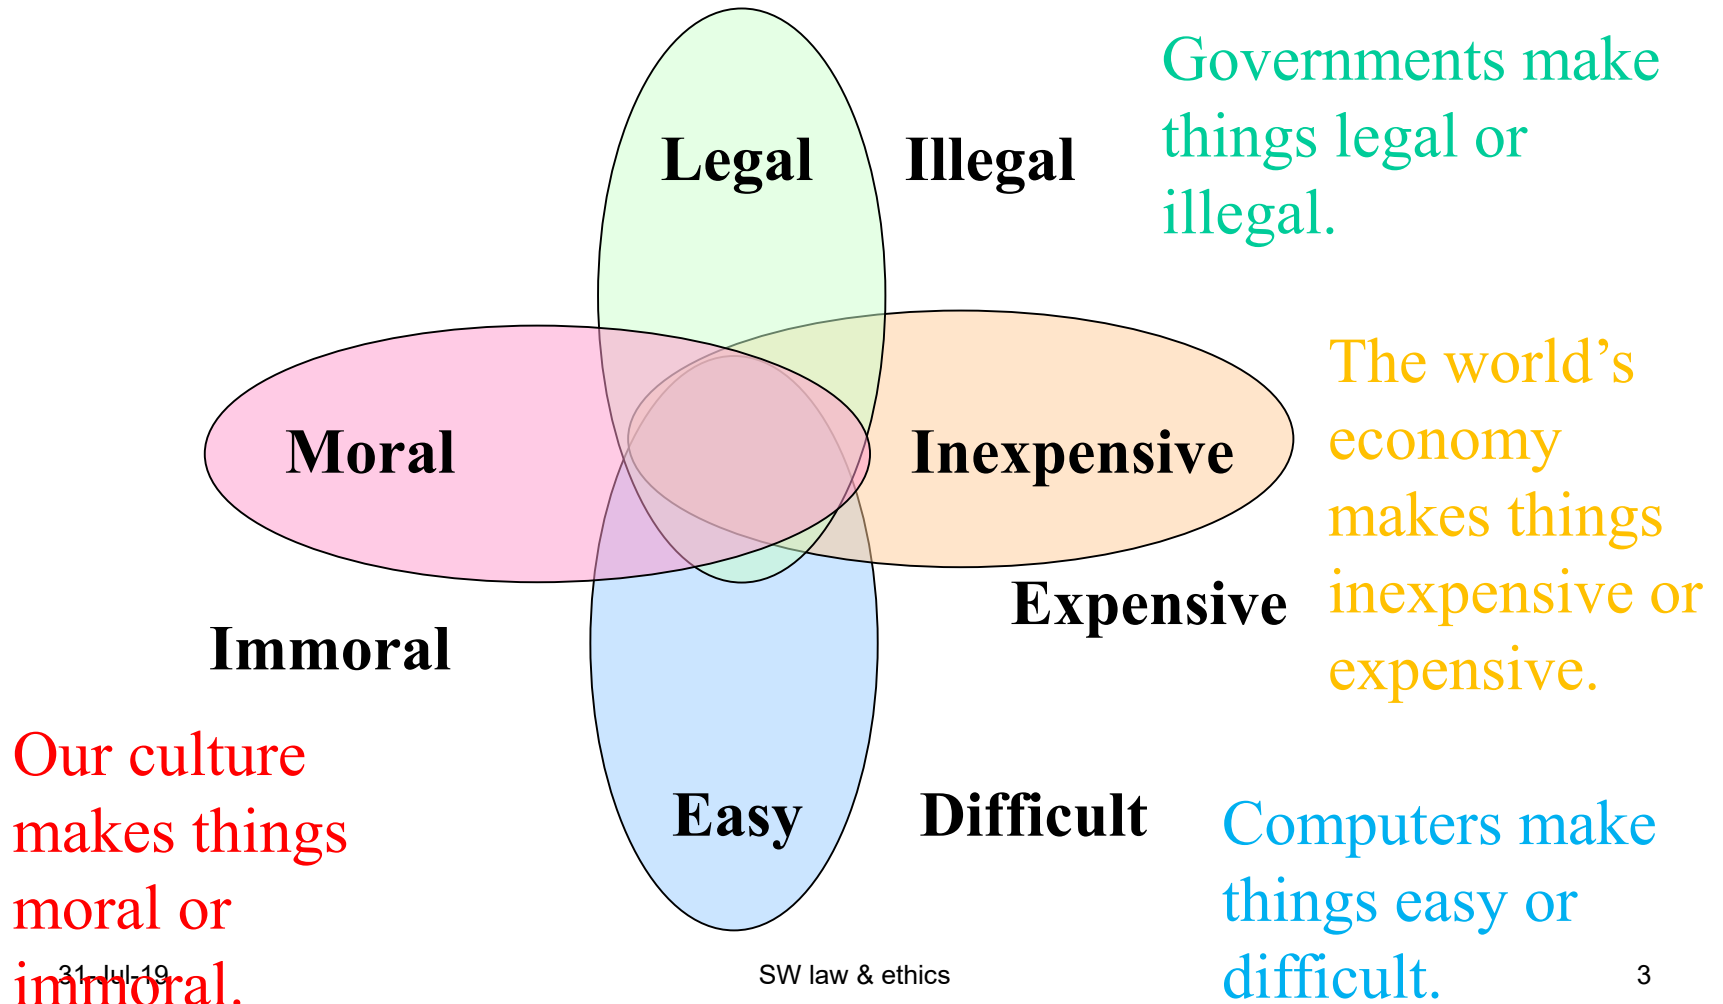 Legal
Illegal
Governments make
things legal or
illegal.
Moral
Inexpensive
The world’s
economy
makes things
inexpensive or
expensive.
Expensive
Immoral
Our culture
makes things
moral or
immoral.
Easy
Difficult
Computers make
things easy or
difficult.
31-Jul-19
SW law & ethics
3